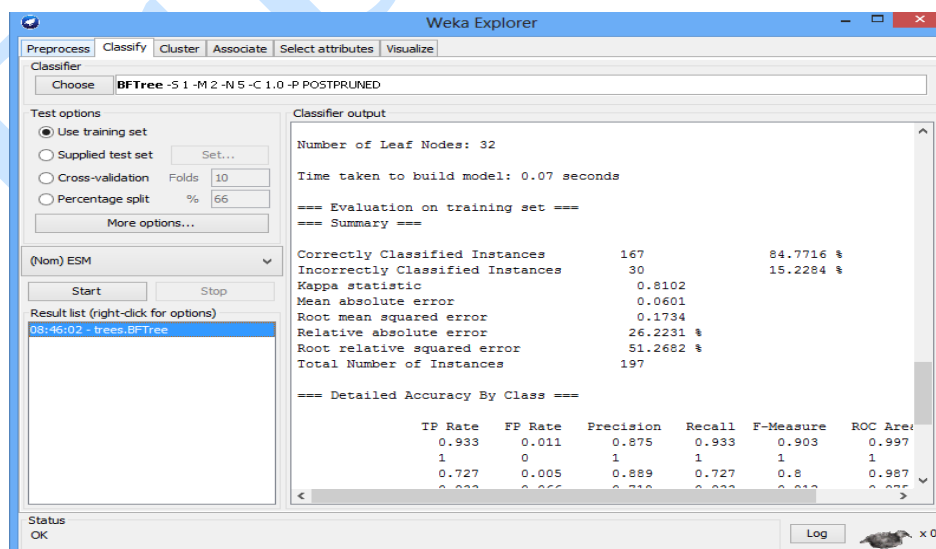 Weka Explorer
Preprocess Classify Cluster Associate Select attributes Visualize
Classifier
Choose BFTree -S 1 -M 2 -N 5 -C 1.0 -P POSTPRUNED
Test options
Use training set
Supplied test set Set...
Cross-validation Folds 10
Percentage split % 66
More options...
(Nom) ESM
Start Stop
Result list (right-click for options)
08:46:02 - trees.BFTree
Classifier output
Number of Leaf Nodes: 32
Time taken to build model: 0.07 seconds
=== Evaluation on training set ===
=== Summary ===
Correctly Classified Instances 167 84.7716 %
Incorrectly Classified Instances 30 15.2284 %
Kappa statistic 0.8102
Mean absolute error 0.0601
Root mean squared error 0.1734
Relative absolute error 26.2231 %
Root relative squared error 51.2682 %
Total Number of Instances 197
=== Detailed Accuracy By Class ===
TP Rate FP Rate Precision Recall F-Measure ROC Area
0.933 0.011 0.875 0.933 0.903 0.997
1 0 1 1 1 1
0.727 0.005 0.889 0.727 0.8 0.987
Status
OK
Log x 0